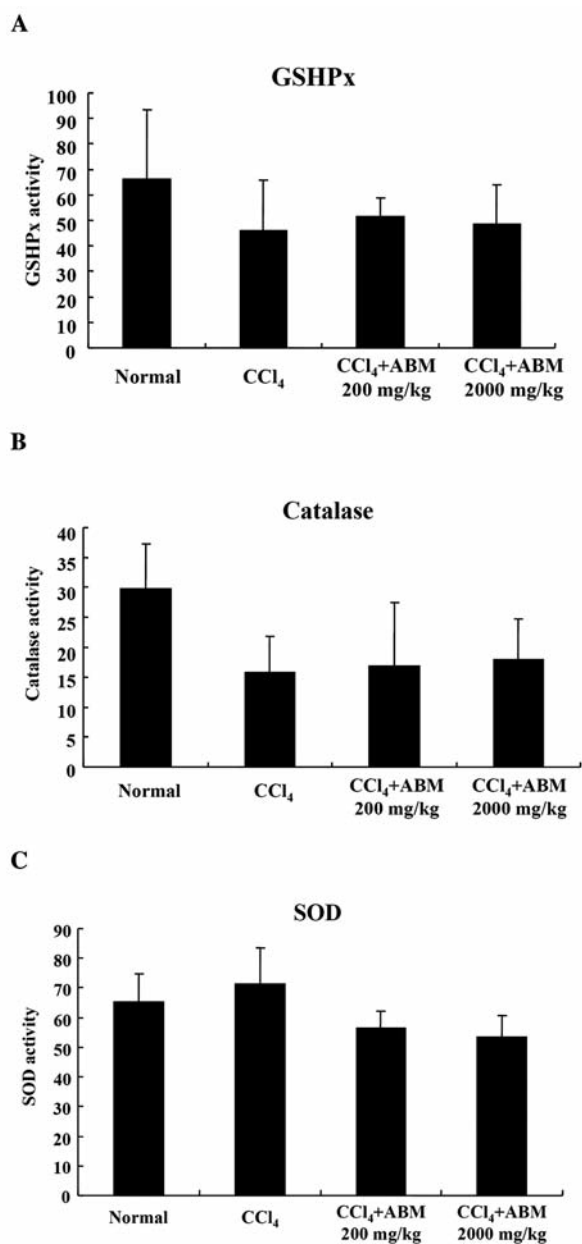 A
GSHPx
GSHPx activity
100
90
80
70
60
50
40
30
20
10
0
Normal
CCl₄
CCl₄+ABM
200 mg/kg
CCl₄+ABM
2000 mg/kg
B
Catalase
Catalase activity
40
35
30
25
20
15
10
5
0
Normal
CCl₄
CCl₄+ABM
200 mg/kg
CCl₄+ABM
2000 mg/kg
C
SOD
SOD activity
90
80
70
60
50
40
30
20
10
0
Normal
CCl₄
CCl₄+ABM
200 mg/kg
CCl₄+ABM
2000 mg/kg